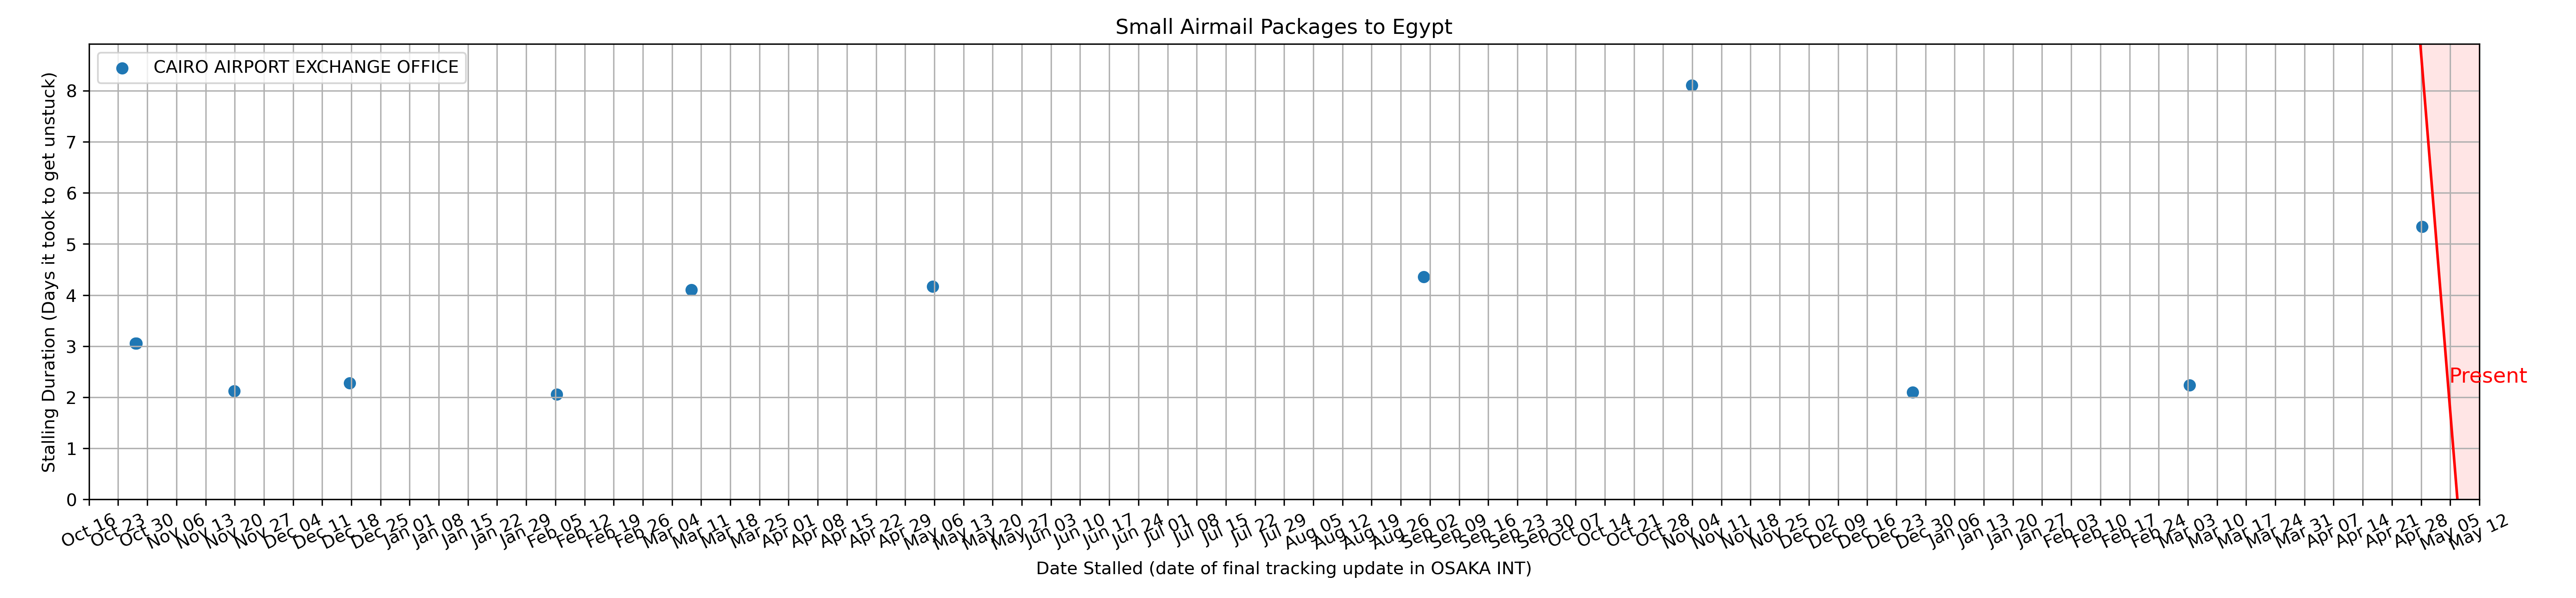 Small Airmail Packages to Egypt
CAIRO AIRPORT EXCHANGE OFFICE
Stalling Duration (Days it took to get unstuck)
8
7
6
5
4
3
2
1
0
Present
Oct 16
Oct 23
Oct 30
Nov 06
Nov 13
Nov 20
Nov 27
Dec 04
Dec 11
Dec 18
Dec 25
Jan 01
Jan 08
Jan 15
Jan 22
Jan 29
Feb 05
Feb 12
Feb 19
Feb 26
Mar 04
Mar 11
Mar 18
Mar 25
Apr 01
Apr 08
Apr 15
Apr 22
Apr 29
May 06
May 13
May 20
May 27
Jun 03
Jun 10
Jun 17
Jun 24
Jul 01
Jul 08
Jul 15
Jul 22
Jul 29
Aug 05
Aug 12
Aug 19
Aug 26
Sep 02
Sep 09
Sep 16
Sep 23
Sep 30
Oct 07
Oct 14
Oct 21
Oct 28
Nov 04
Nov 11
Nov 18
Nov 25
Dec 02
Dec 09
Dec 16
Dec 23
Dec 30
Jan 06
Jan 13
Jan 20
Jan 27
Feb 03
Feb 10
Feb 17
Feb 24
Mar 03
Mar 10
Mar 17
Mar 24
Mar 31
Apr 07
Apr 14
Apr 21
Apr 28
May 05
May 12
Date Stalled (date of final tracking update in OSAKA INT)